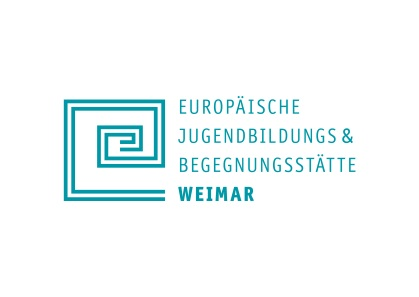 EUROPÄISCHE
JUGENDBILDUNGS &
BEGEGNUNGSSTÄTTE
WEIMAR